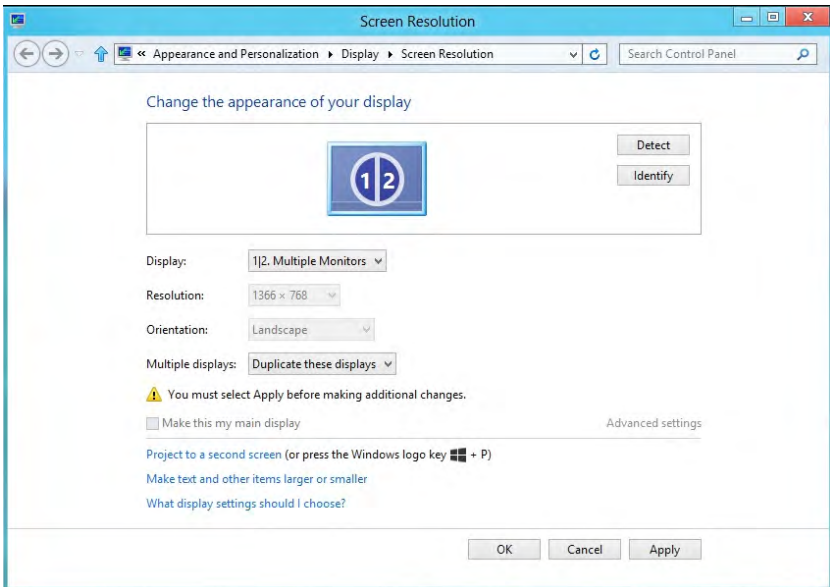 Screen Resolution
« Appearance and Personalization ▸ Display ▸ Screen Resolution
Search Control Panel
Change the appearance of your display
1|2
Detect
Identify
Display: 1|2. Multiple Monitors
Resolution: 1366 × 768
Orientation: Landscape
Multiple displays: Duplicate these displays
You must select Apply before making additional changes.
Make this my main display Advanced settings
Project to a second screen (or press the Windows logo key + P)
Make text and other items larger or smaller
What display settings should I choose?
OK Cancel Apply